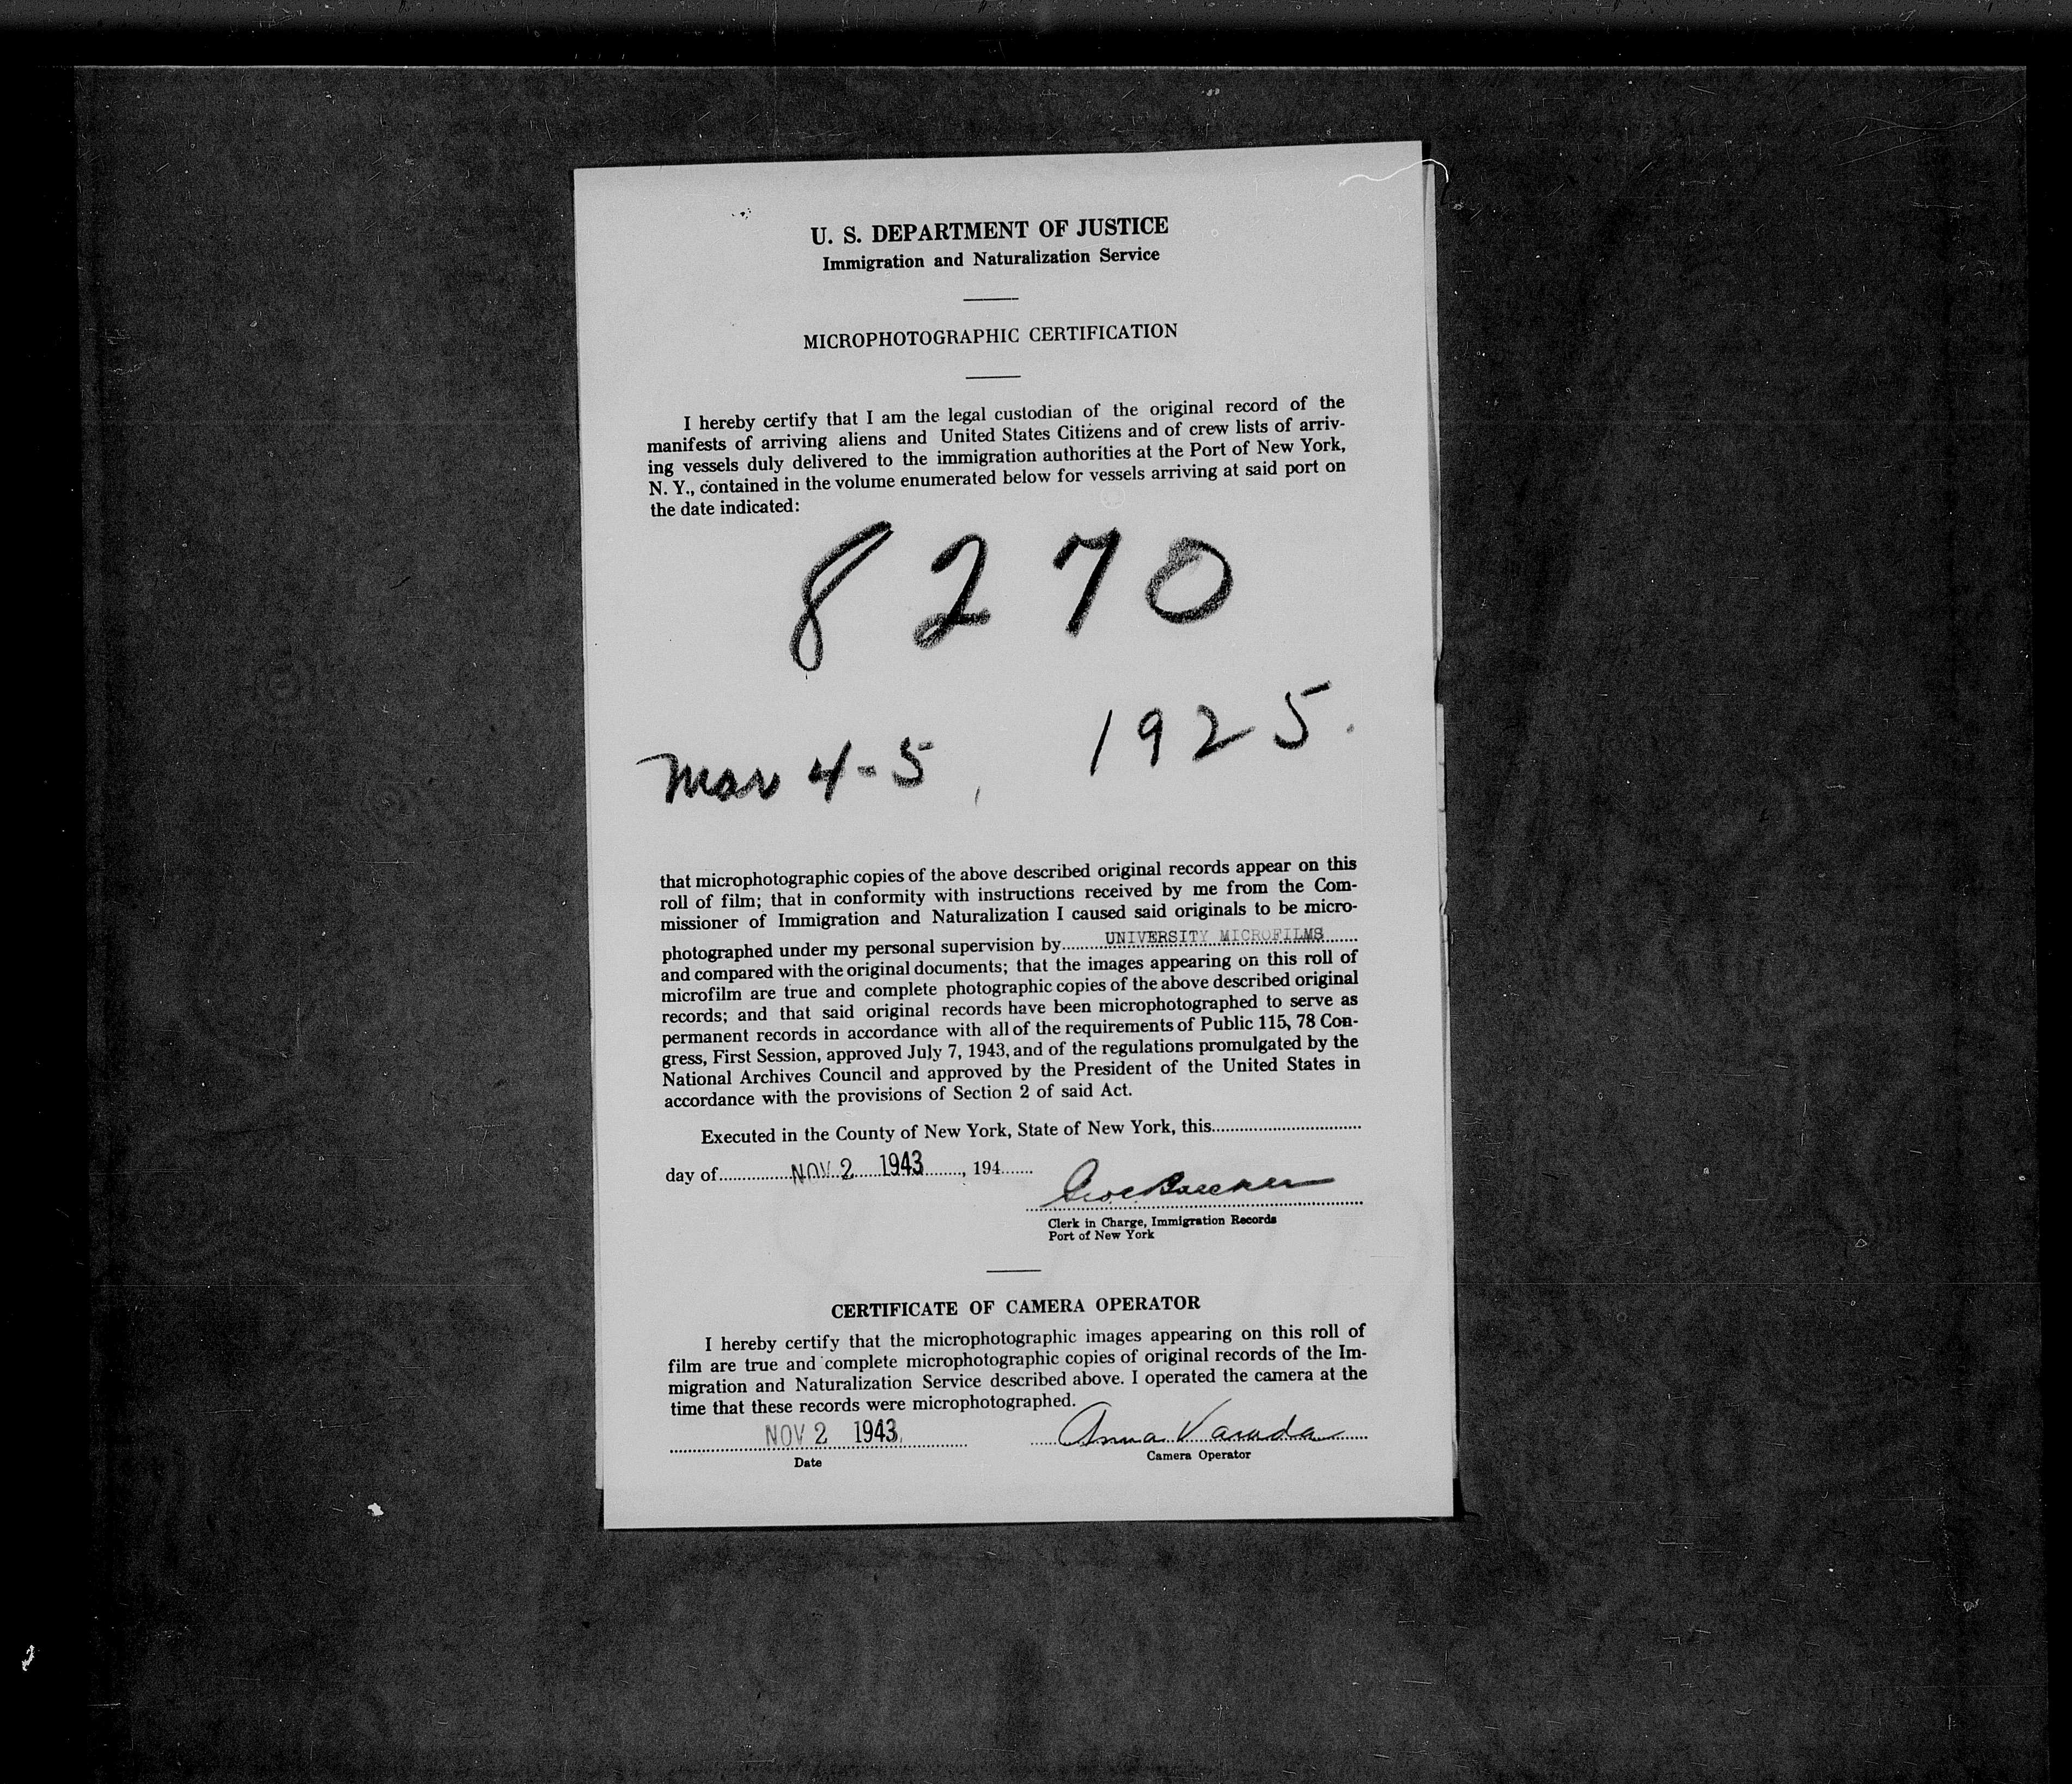 U. S. DEPARTMENT OF JUSTICE
Immigration and Naturalization Service
MICROPHOTOGRAPHIC CERTIFICATION
I hereby certify that I am the legal custodian of the original record of the
manifests of arriving aliens and United States Citizens and of crew lists of arriv-
ing vessels duly delivered to the immigration authorities at the Port of New York,
N. Y., contained in the volume enumerated below for vessels arriving at said port on
the date indicated:
8270
Mar 4-5, 1925.
that microphotographic copies of the above described original records appear on this
roll of film; that in conformity with instructions received by me from the Com-
missioner of Immigration and Naturalization I caused said originals to be micro-
photographed under my personal supervision by UNIVERSITY MICROFILMS
and compared with the original documents; that the images appearing on this roll of
microfilm are true and complete photographic copies of the above described original
records; and that said original records have been microphotographed to serve as
permanent records in accordance with all of the requirements of Public 115, 78 Con-
gress, First Session, approved July 7, 1943, and of the regulations promulgated by the
National Archives Council and approved by the President of the United States in
accordance with the provisions of Section 2 of said Act.
Executed in the County of New York, State of New York, this
day of NOV 2 1943, 194
Clerk in Charge, Immigration Records
Port of New York
CERTIFICATE OF CAMERA OPERATOR
I hereby certify that the microphotographic images appearing on this roll of
film are true and complete microphotographic copies of original records of the Im-
migration and Naturalization Service described above. I operated the camera at the
time that these records were microphotographed.
NOV 2 1943 Anna
Date Camera Operator